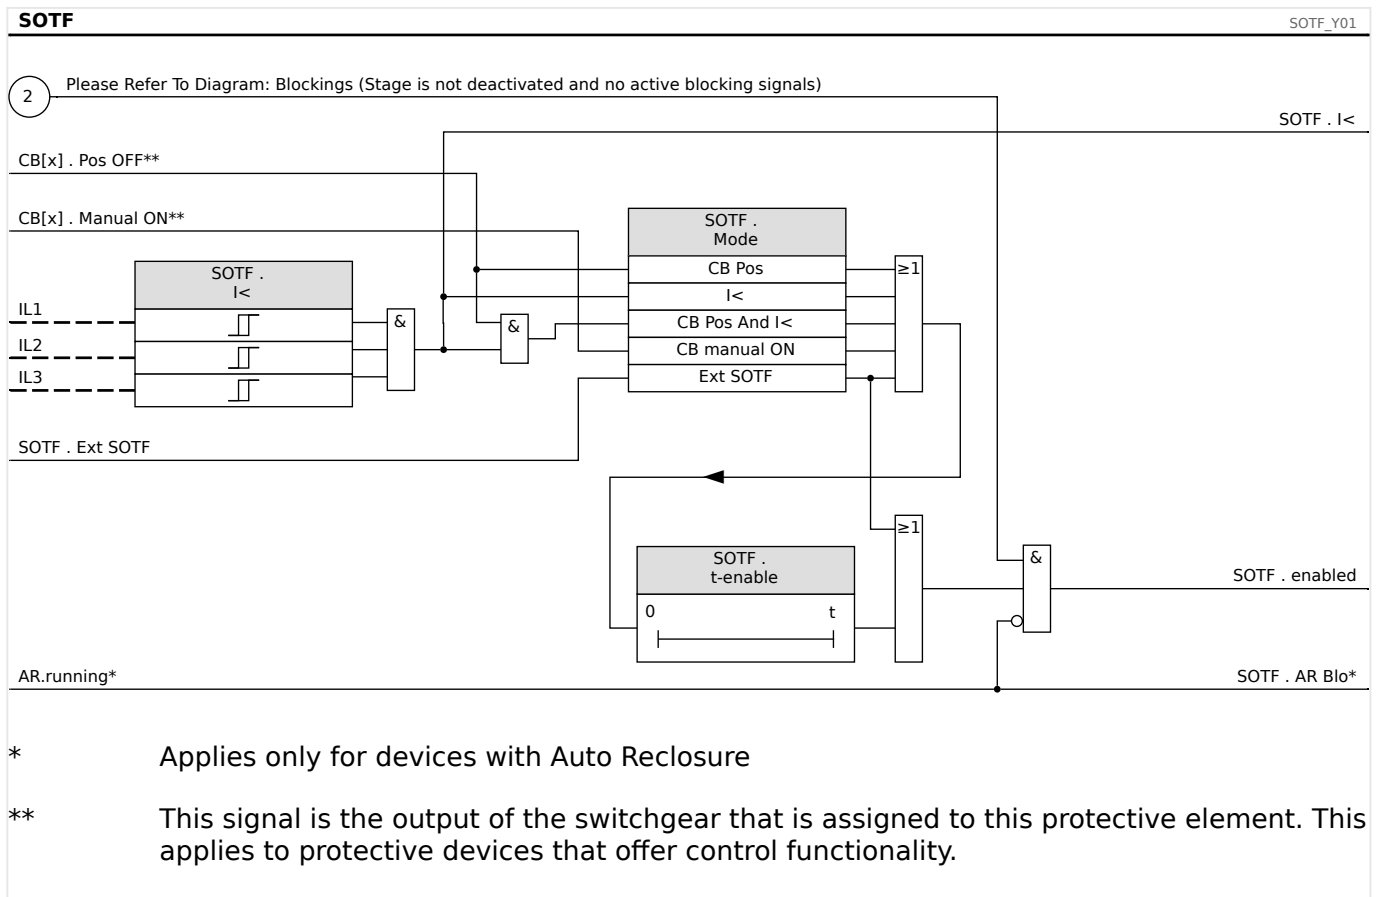 SOTF
SOTF_Y01
2
Please Refer To Diagram: Blockings (Stage is not deactivated and no active blocking signals)
SOTF . I<
CB[x] . Pos OFF**
CB[x] . Manual ON**
SOTF .
Mode
CB Pos
I<
CB Pos And I<
CB manual ON
Ext SOTF
≥1
SOTF .
I<
IL1
IL2
IL3
&
&
SOTF . Ext SOTF
≥1
SOTF .
t-enable
0
t
&
SOTF . enabled
AR.running*
SOTF . AR Blo*
* Applies only for devices with Auto Reclosure
** This signal is the output of the switchgear that is assigned to this protective element. This
applies to protective devices that offer control functionality.